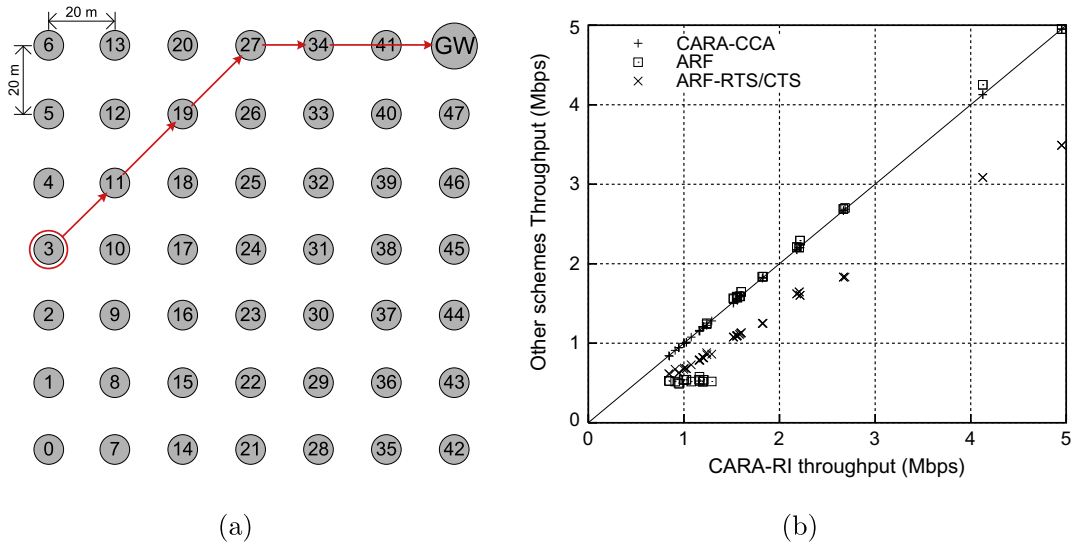 20 m
20 m
6 13 20 27 34 41 GW
5 12 19 26 33 40 47
4 11 18 25 32 39 46
3 10 17 24 31 38 45
2 9 16 23 30 37 44
1 8 15 22 29 36 43
0 7 14 21 28 35 42
(a)
Other schemes Throughput (Mbps)
5
4
3
2
1
0
CARA-CCA
ARF
ARF-RTS/CTS
0 1 2 3 4 5
CARA-RI throughput (Mbps)
(b)